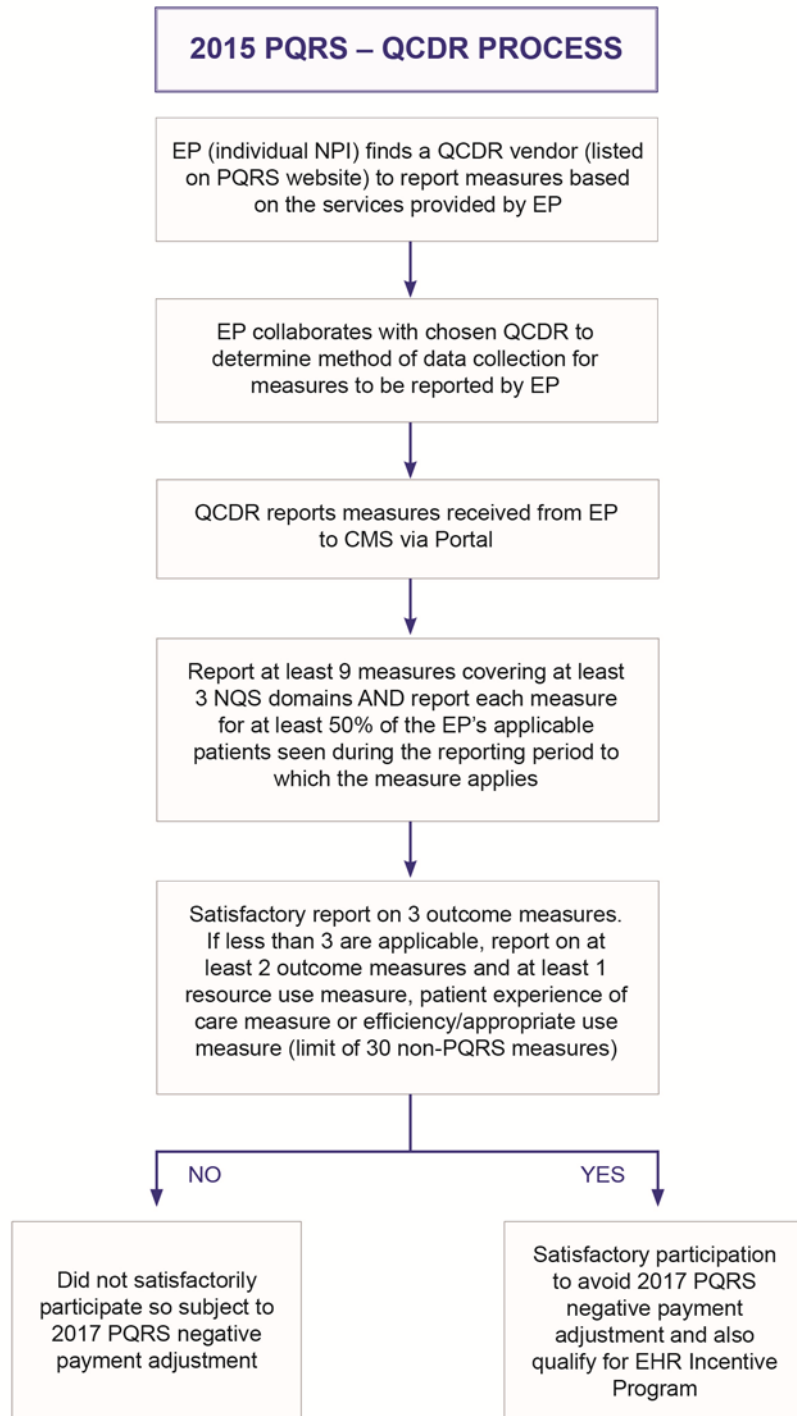 2015 PQRS – QCDR PROCESS
EP (individual NPI) finds a QCDR vendor (listed
on PQRS website) to report measures based
on the services provided by EP
EP collaborates with chosen QCDR to
determine method of data collection for
measures to be reported by EP
QCDR reports measures received from EP
to CMS via Portal
Report at least 9 measures covering at least
3 NQS domains AND report each measure
for at least 50% of the EP's applicable
patients seen during the reporting period to
which the measure applies
Satisfactory report on 3 outcome measures.
If less than 3 are applicable, report on at
least 2 outcome measures and at least 1
resource use measure, patient experience of
care measure or efficiency/appropriate use
measure (limit of 30 non-PQRS measures)
NO
YES
Did not satisfactorily
participate so subject to
2017 PQRS negative
payment adjustment
Satisfactory participation
to avoid 2017 PQRS
negative payment
adjustment and also
qualify for EHR Incentive
Program